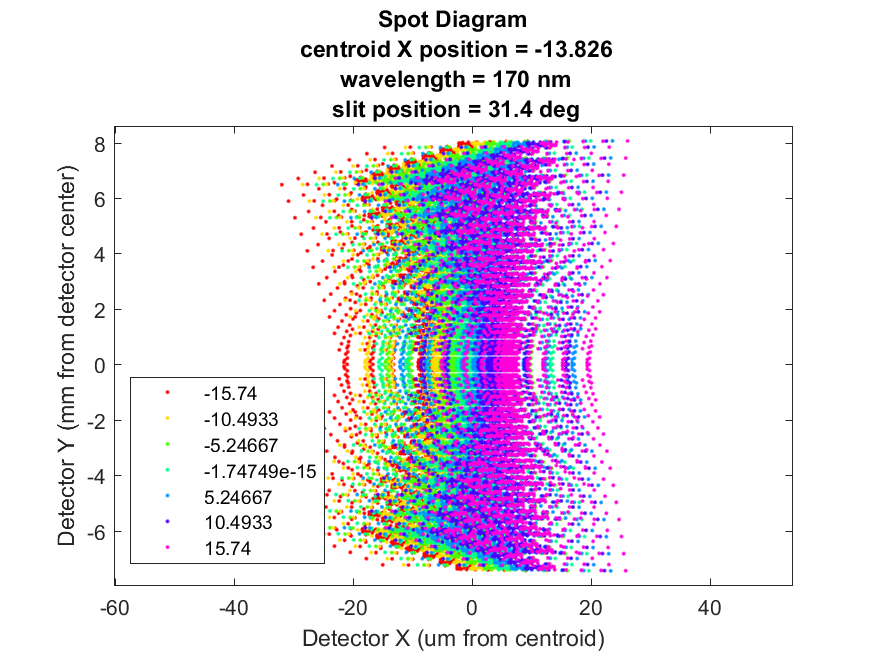 Spot Diagram
centroid X position = -13.826
wavelength = 170 nm
slit position = 31.4 deg
Detector Y (mm from detector center)
8
6
4
2
0
-2
-4
-6
-15.74
-10.4933
-5.24667
-1.74749e-15
5.24667
10.4933
15.74
-60
-40
-20
0
20
40
Detector X (um from centroid)